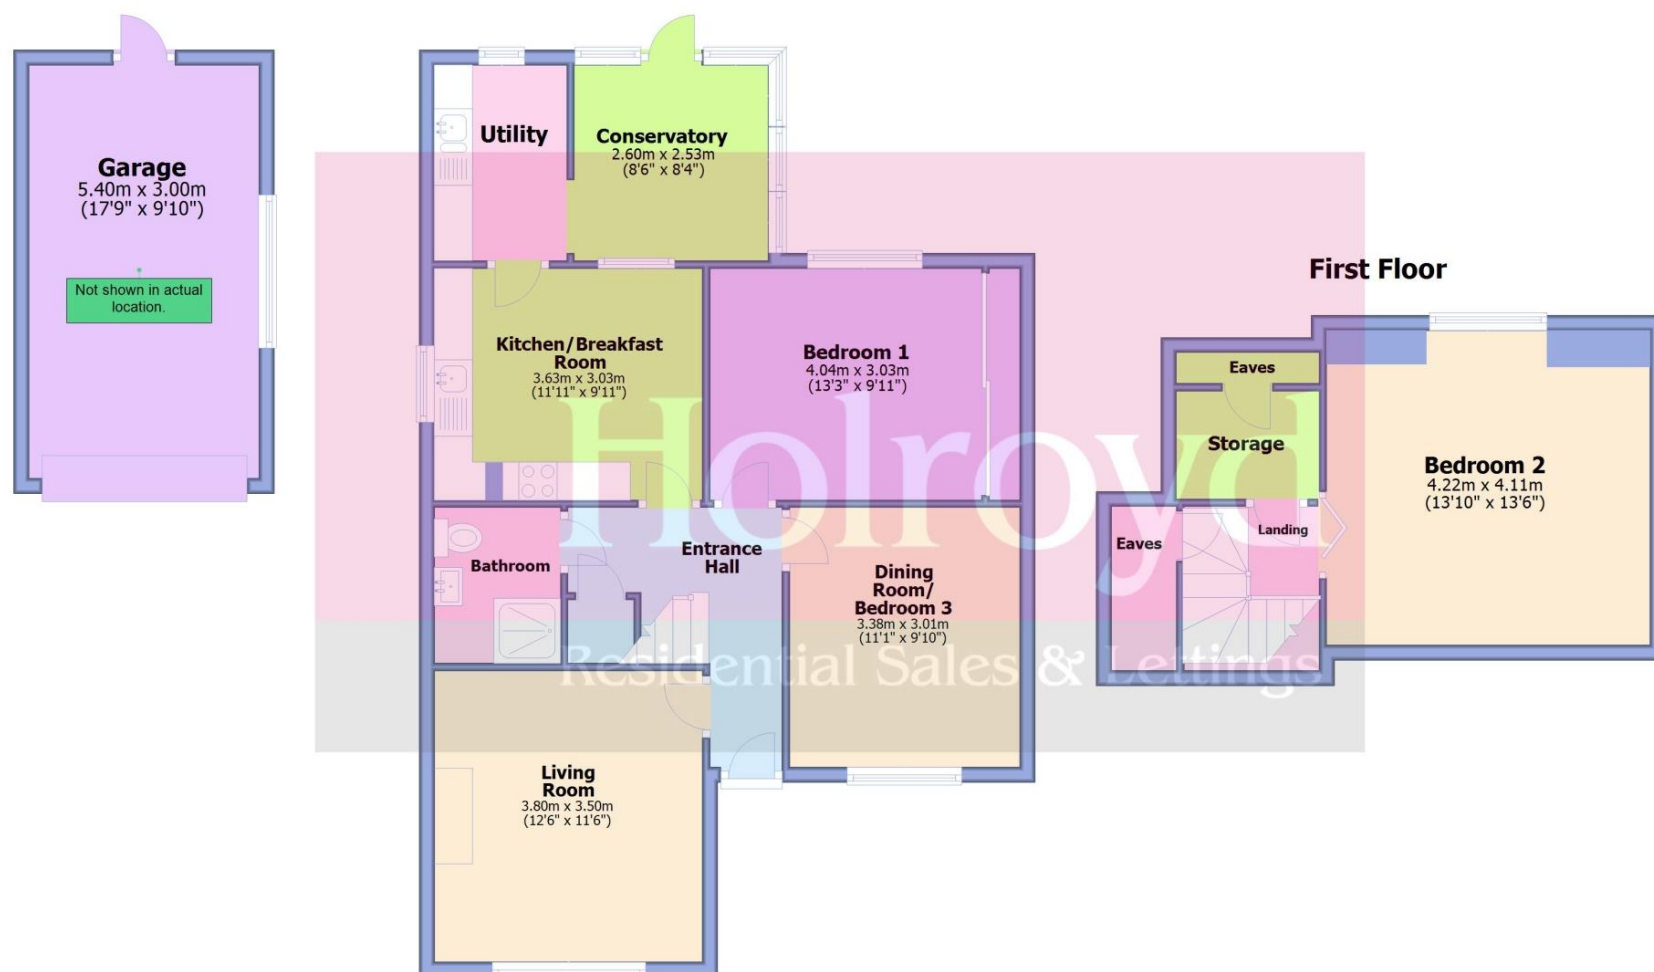 Garage
5.40m x 3.00m
(17'9" x 9'10")
Not shown in actual
location.
Utility
Conservatory
2.60m x 2.53m
(8'6" x 8'4")
Kitchen/Breakfast
Room
3.63m x 3.03m
(11'11" x 9'11")
Bedroom 1
4.04m x 3.03m
(13'3" x 9'11")
Bathroom
Entrance
Hall
Dining
Room/
Bedroom 3
3.38m x 3.01m
(11'1" x 9'10")
Living
Room
3.80m x 3.50m
(12'6" x 11'6")
First Floor
Eaves
Storage
Bedroom 2
4.22m x 4.11m
(13'10" x 13'6")
Landing
Eaves
Holroyd
Residential Sales & Lettings